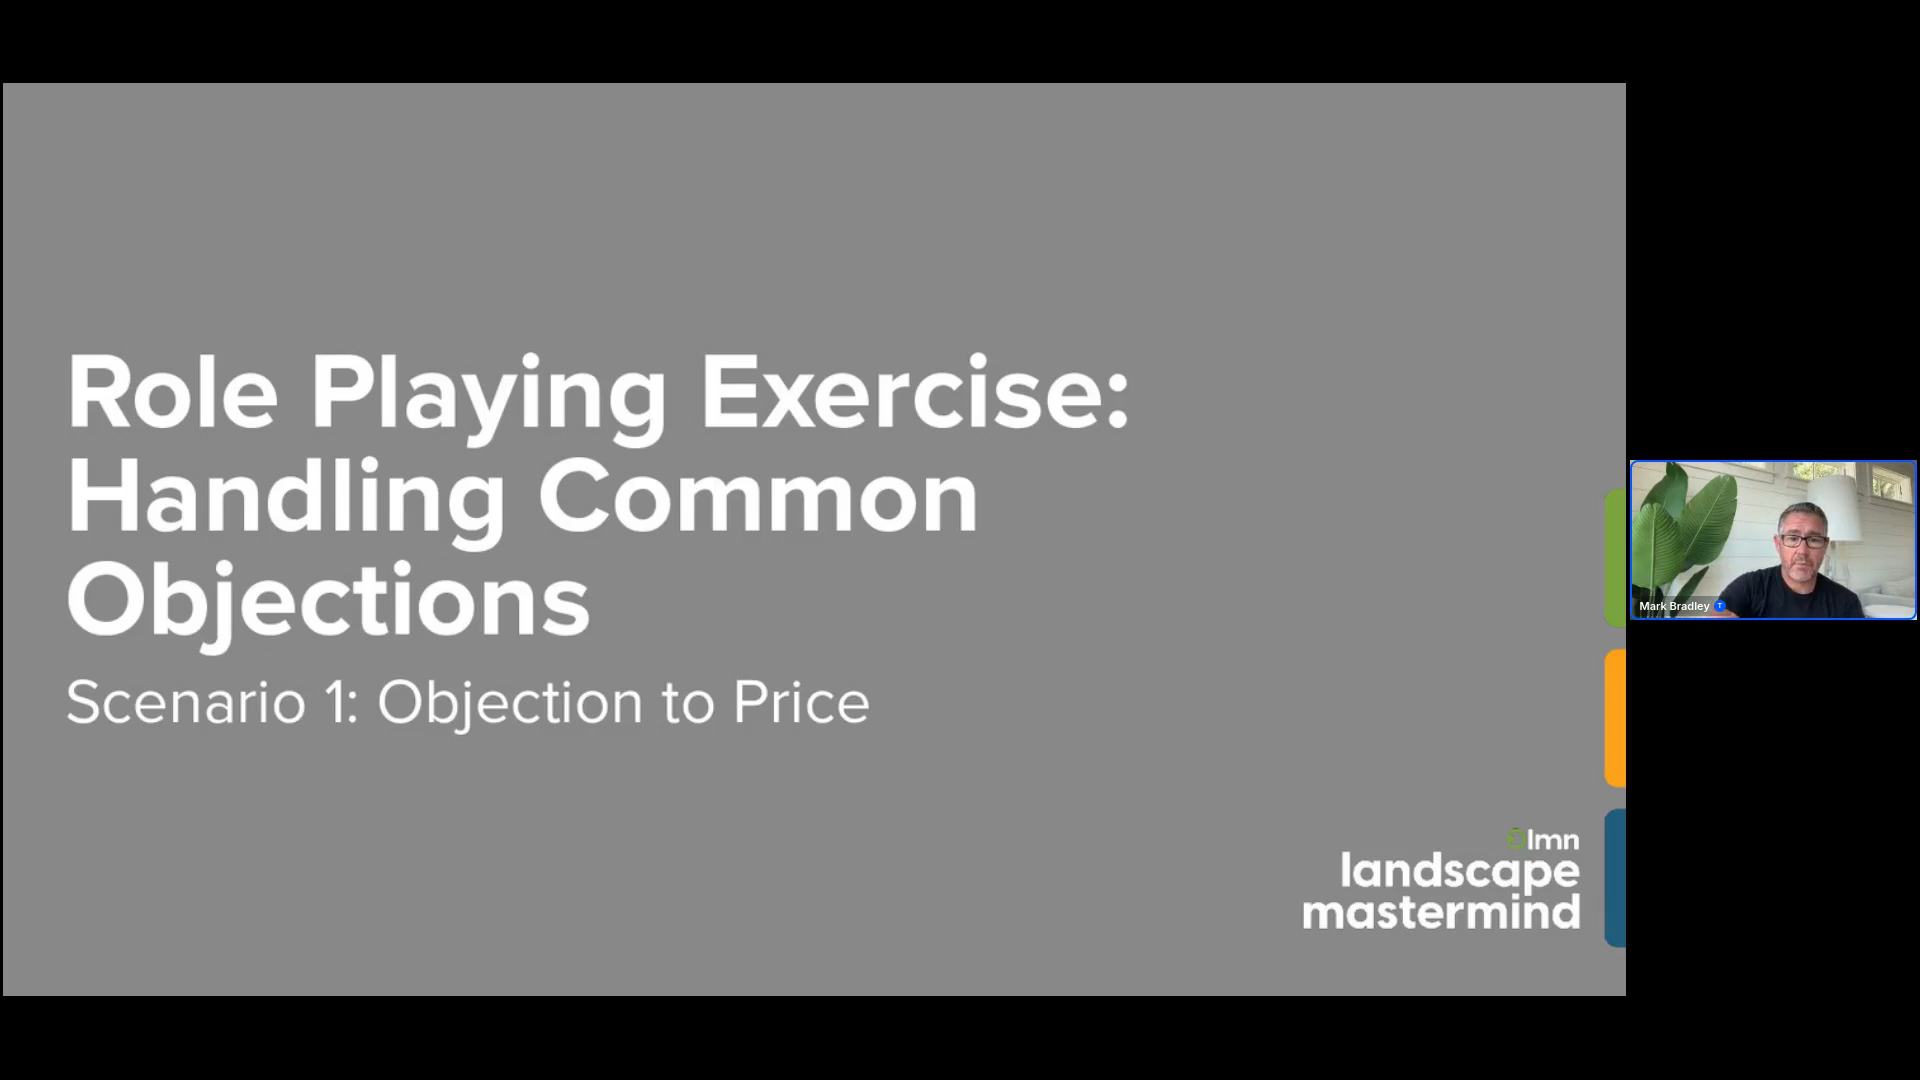 Role Playing Exercise:
Handling Common
Objections
Scenario 1: Objection to Price
lmn
landscape
mastermind
Mark Bradley
T